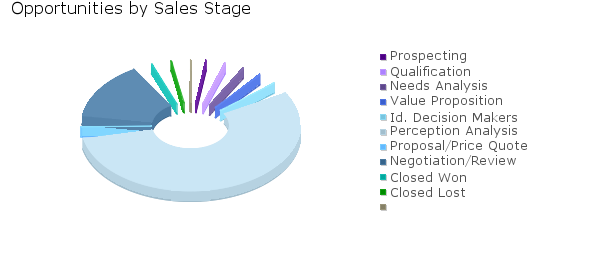 Opportunities by Sales Stage
Prospecting
Qualification
Needs Analysis
Value Proposition
Id. Decision Makers
Perception Analysis
Proposal/Price Quote
Negotiation/Review
Closed Won
Closed Lost